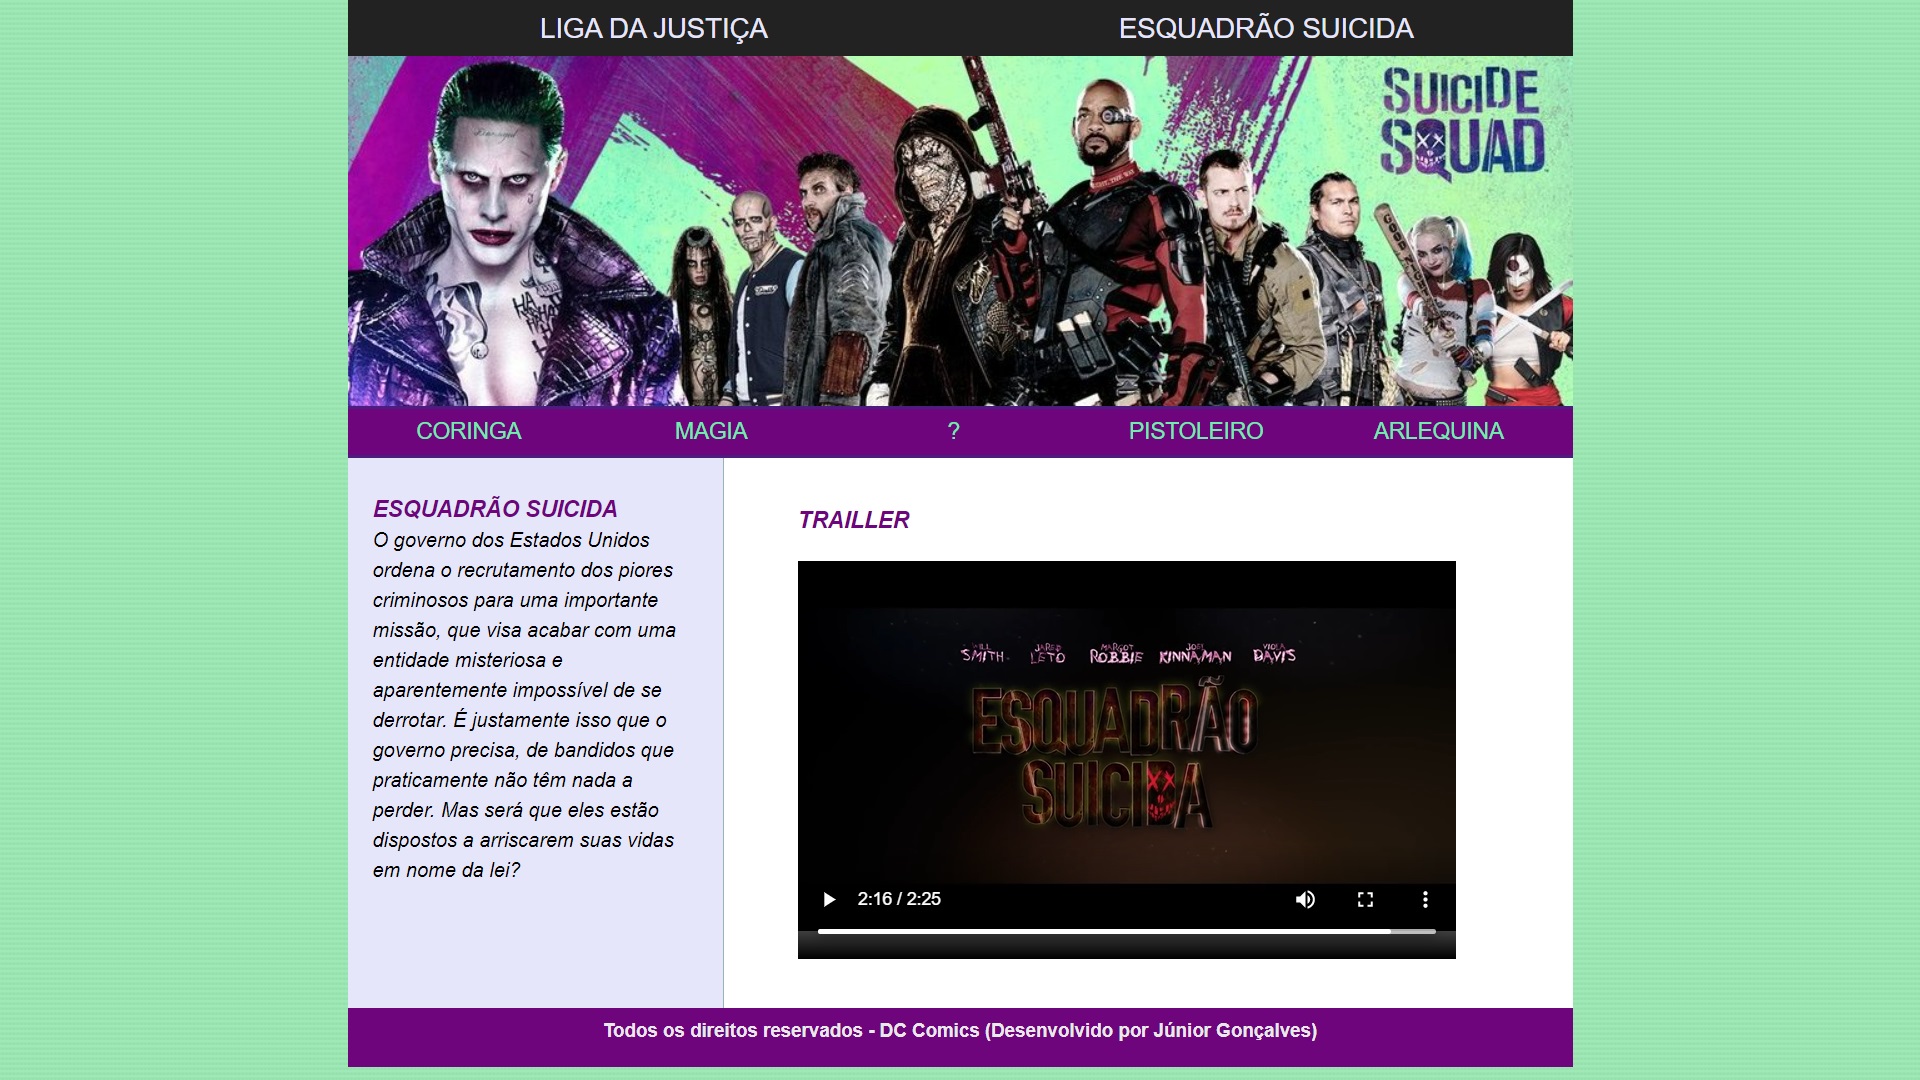 LIGA DA JUSTIÇA
ESQUADRÃO SUICIDA
SUICIDE
SQUAD
GOOD
CORINGA
MAGIA
?
PISTOLEIRO
ARLEQUINA
ESQUADRÃO SUICIDA
O governo dos Estados Unidos
ordena o recrutamento dos piores
criminosos para uma importante
missão, que visa acabar com uma
entidade misteriosa e
aparentemente impossível de se
derrotar. É justamente isso que o
governo precisa, de bandidos que
praticamente não têm nada a
perder. Mas será que eles estão
dispostos a arriscarem suas vidas
em nome da lei?
TRAILLER
WILL SMITH
JARED LETO
MARGOT ROBBIE
JOEL KINNAMAN
VIOLA DAVIS
ESQUADRÃO
SUICIDA
2:16 / 2:25
Todos os direitos reservados - DC Comics (Desenvolvido por Júnior Gonçalves)